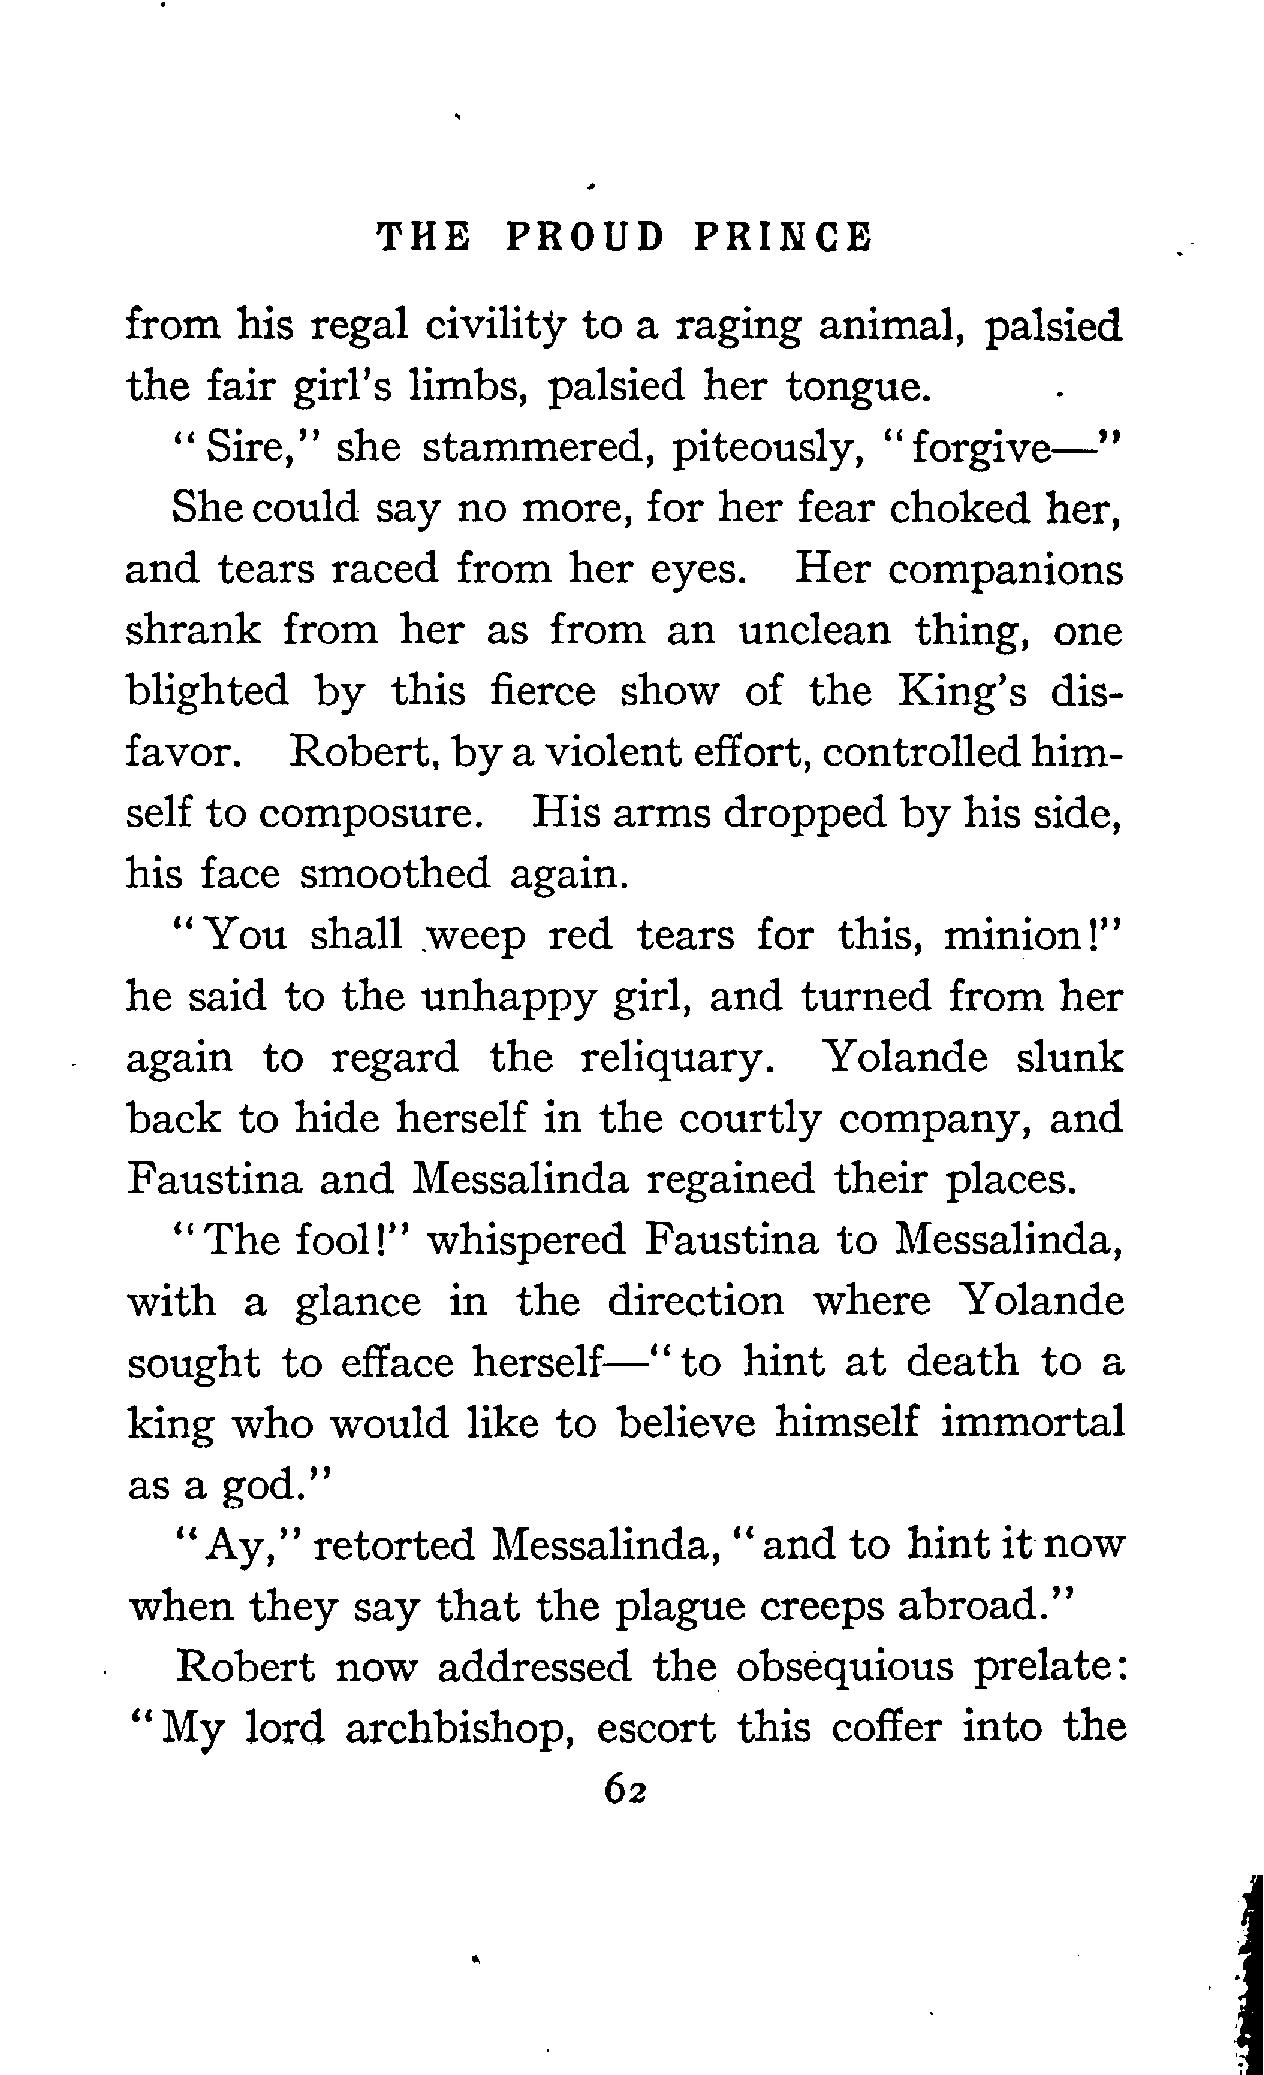 THE PROUD PRINCE
from his regal civility to a raging animal, palsied
the fair girl's limbs, palsied her tongue.
"Sire," she stammered, piteously, "forgive—"
She could say no more, for her fear choked her,
and tears raced from her eyes. Her companions
shrank from her as from an unclean thing, one
blighted by this fierce show of the King's dis-
favor. Robert, by a violent effort, controlled him-
self to composure. His arms dropped by his side,
his face smoothed again.
"You shall weep red tears for this, minion!"
he said to the unhappy girl, and turned from her
again to regard the reliquary. Yolande slunk
back to hide herself in the courtly company, and
Faustina and Messalinda regained their places.
"The fool!" whispered Faustina to Messalinda,
with a glance in the direction where Yolande
sought to efface herself—"to hint at death to a
king who would like to believe himself immortal
as a god."
"Ay," retorted Messalinda, "and to hint it now
when they say that the plague creeps abroad."
Robert now addressed the obsequious prelate:
"My lord archbishop, escort this coffer into the
62